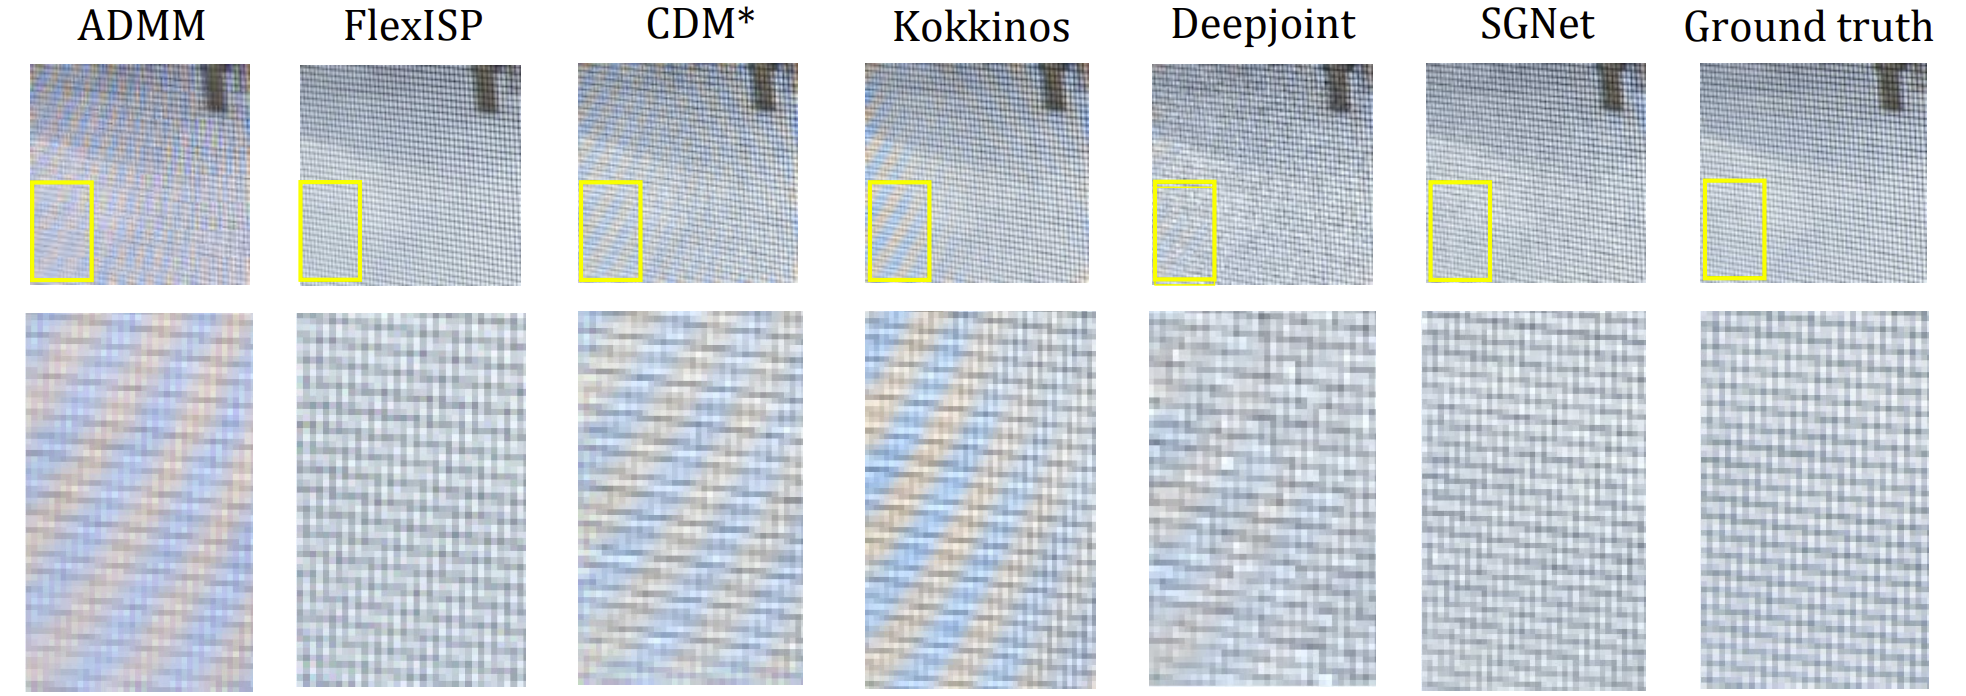 ADMM FlexISP CDM* Kokkinos Deepjoint SGNet Ground truth